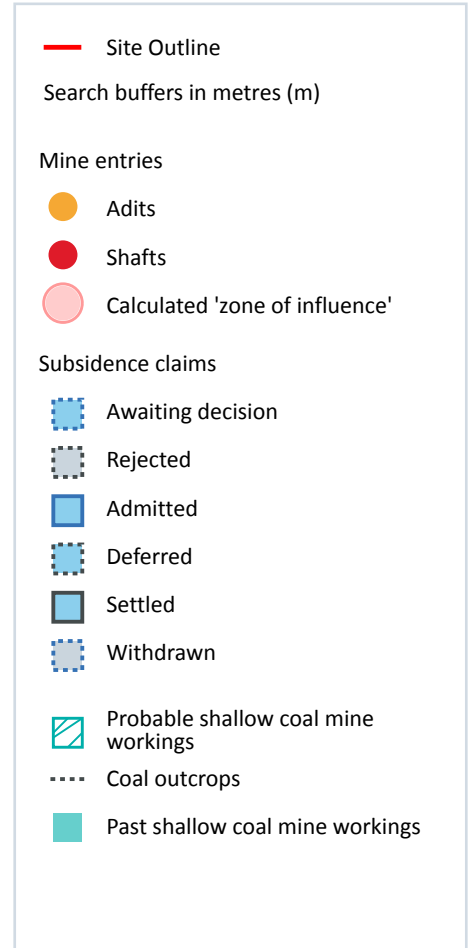 Site Outline
Search buffers in metres (m)
Mine entries
Adits
Shafts
Calculated 'zone of influence'
Subsidence claims
Awaiting decision
Rejected
Admitted
Deferred
Settled
Withdrawn
Probable shallow coal mine
workings
Coal outcrops
Past shallow coal mine workings